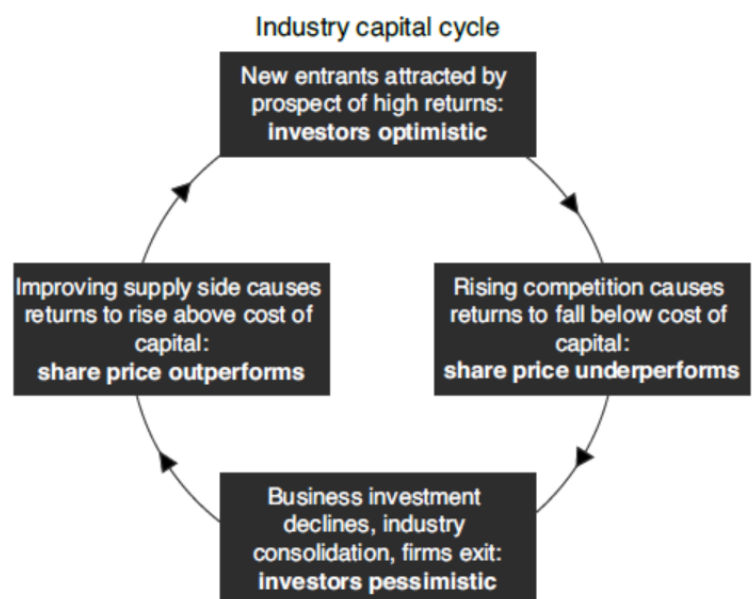 Industry capital cycle
New entrants attracted by
prospect of high returns:
investors optimistic
Improving supply side causes
returns to rise above cost of
capital:
share price outperforms
Rising competition causes
returns to fall below cost of
capital:
share price underperforms
Business investment
declines, industry
consolidation, firms exit:
investors pessimistic